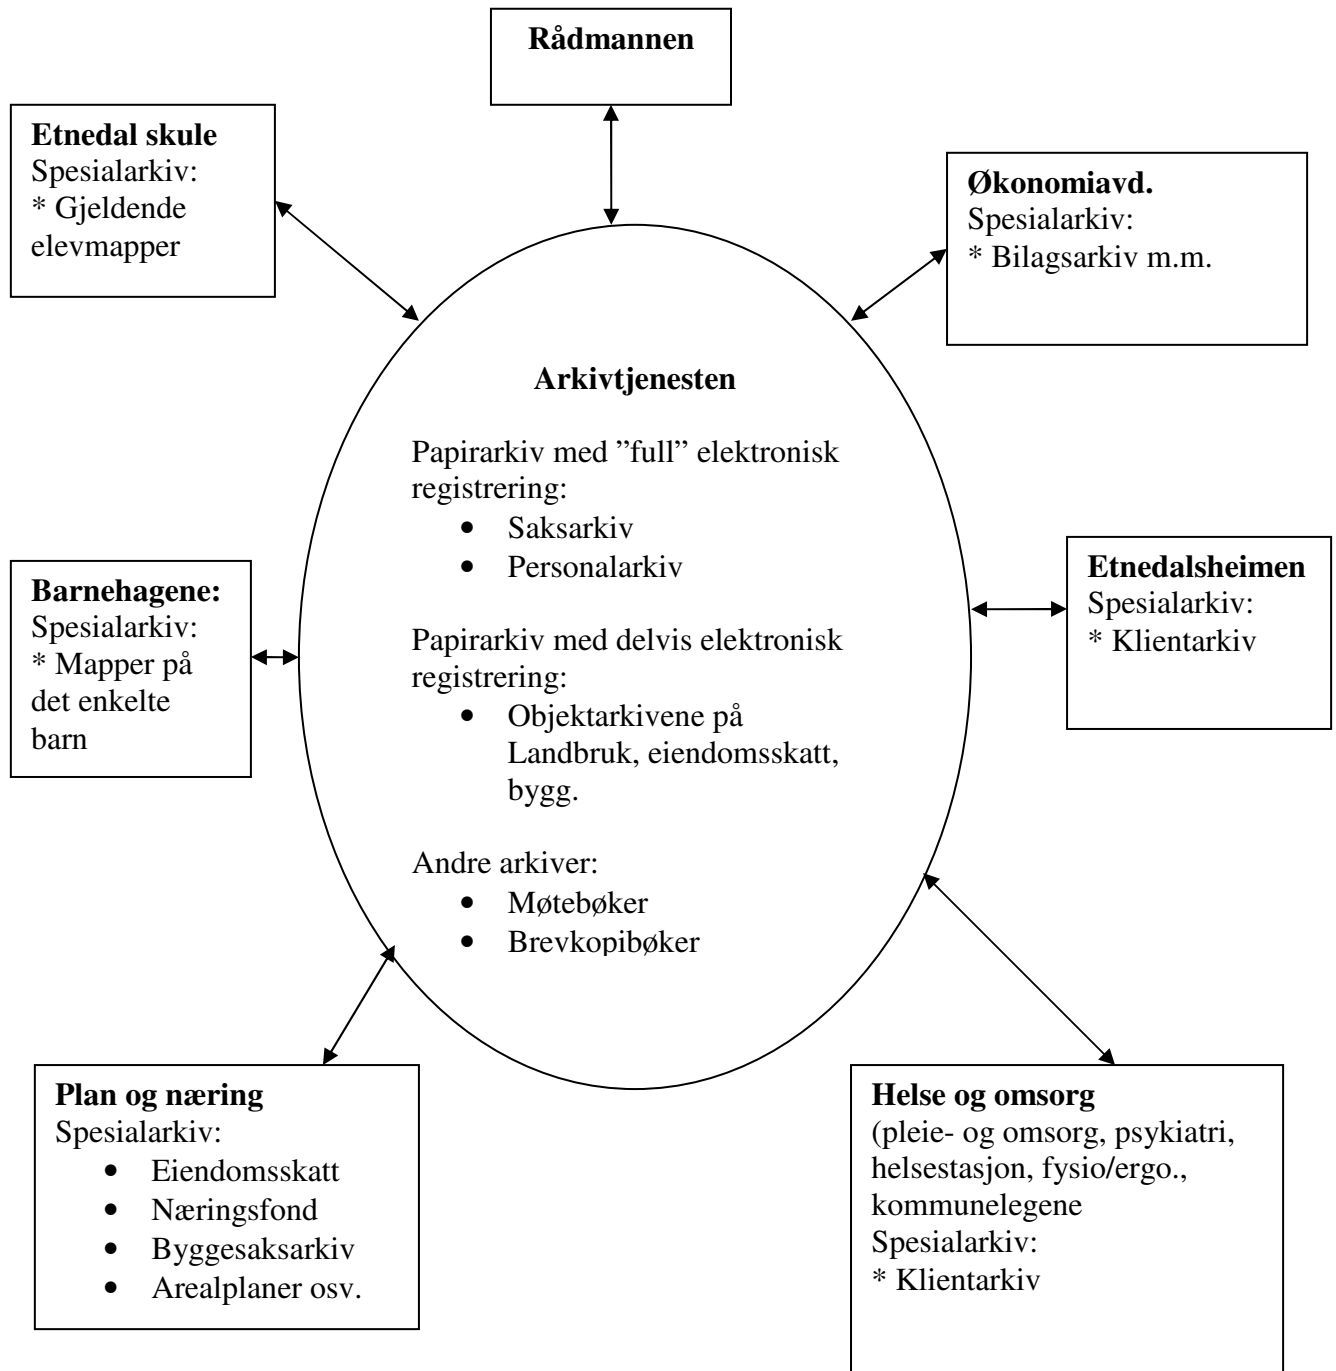 Rådmannen
Etnedal skule
Spesialarkiv:
* Gjeldende
elevmapper
Økonomiavd.
Spesialarkiv:
* Bilagsarkiv m.m.
Arkivtjenesten
Papirarkiv med ”full” elektronisk
registrering:
• Saksarkiv
• Personalarkiv
Papirarkiv med delvis elektronisk
registrering:
• Objektarkivene på
Landbruk, eiendomsskatt,
bygg.
Andre arkiver:
• Møtebøker
• Brevkopibøker
Barnehagene:
Spesialarkiv:
* Mapper på
det enkelte
barn
Etnedalsheimen
Spesialarkiv:
* Klientarkiv
Plan og næring
Spesialarkiv:
• Eiendomsskatt
• Næringsfond
• Byggesaksarkiv
• Arealplaner osv.
Helse og omsorg
(pleie- og omsorg, psykiatri,
helsestasjon, fysio/ergo.,
kommunelegene
Spesialarkiv:
* Klientarkiv